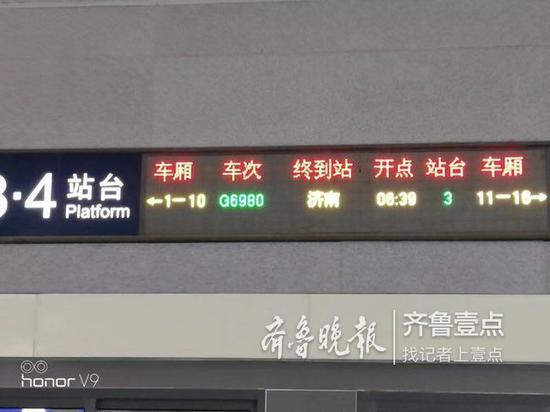 3·4 站台
Platform
车厢 车次 终到站 开点 站台 车厢
←1—10 G6980 济南 06:39 3 11—16→
齐鲁晚报 齐鲁壹点
找记者上壹点
honor V9